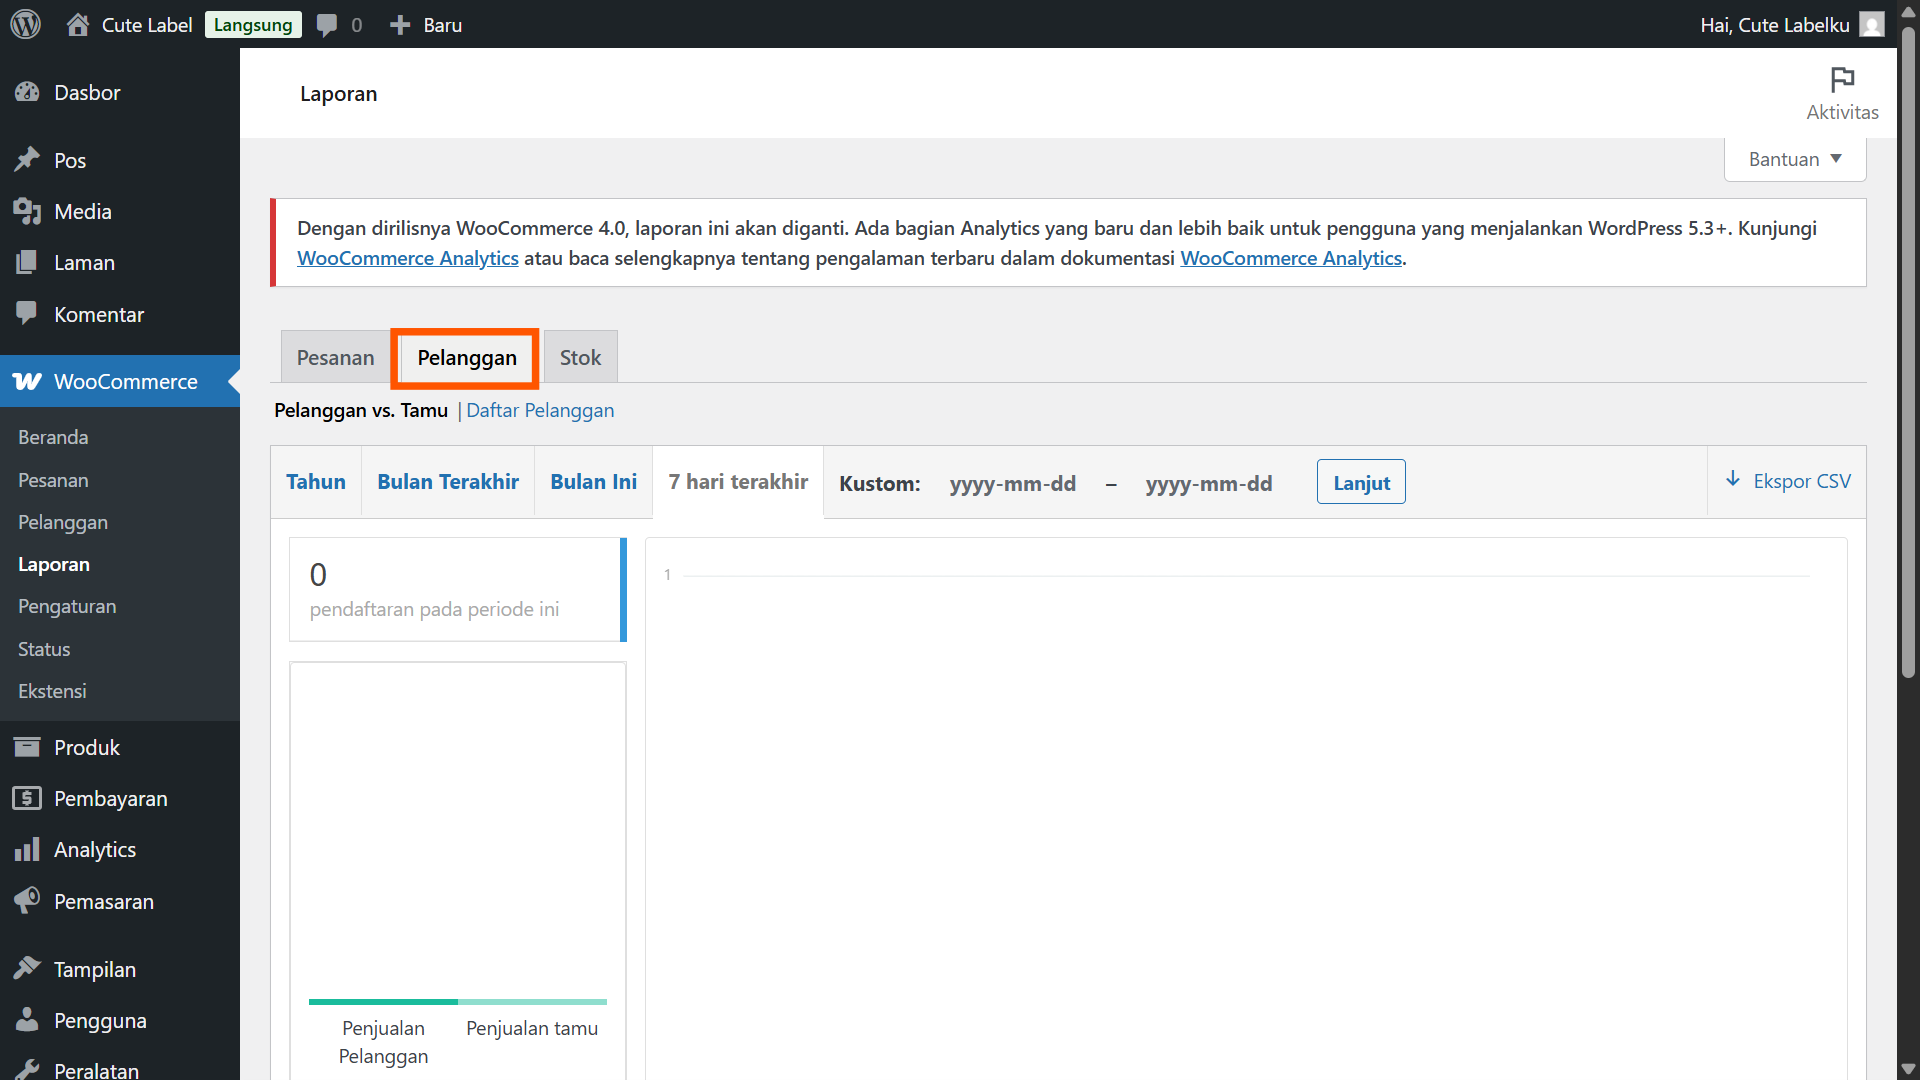 Cute Label Langsung 0 Baru
Hai, Cute Labelku
Dasbor
Pos
Media
Laman
Komentar
WooCommerce
Beranda
Pesanan
Pelanggan
Laporan
Pengaturan
Status
Ekstensi
Produk
Pembayaran
Analytics
Pemasaran
Tampilan
Pengguna
Peralatan
Laporan
Aktivitas
Bantuan
Dengan dirilisnya WooCommerce 4.0, laporan ini akan diganti. Ada bagian Analytics yang baru dan lebih baik untuk pengguna yang menjalankan WordPress 5.3+. Kunjungi
WooCommerce Analytics atau baca selengkapnya tentang pengalaman terbaru dalam dokumentasi WooCommerce Analytics.
Pesanan Pelanggan Stok
Pelanggan vs. Tamu | Daftar Pelanggan
Tahun Bulan Terakhir Bulan Ini 7 hari terakhir Kustom: yyyy-mm-dd – yyyy-mm-dd Lanjut Ekspor CSV
0
pendaftaran pada periode ini
1
Penjualan
Pelanggan
Penjualan tamu